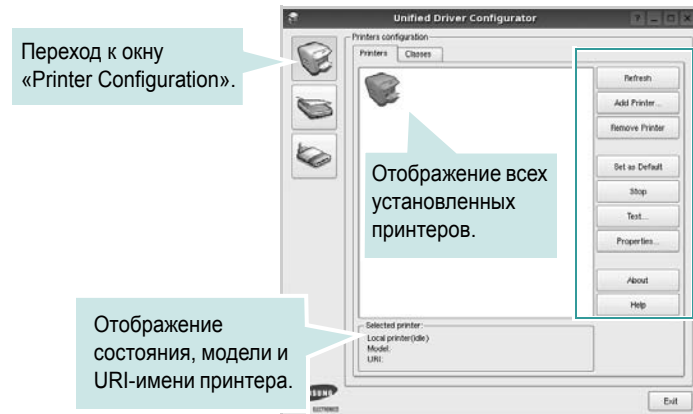 Unified Driver Configurator
Переход к окну
«Printer Configuration».
Printers configuration
Printers
Classes
Refresh
Add Printer...
Remove Printer
Set as Default
Stop
Test...
Properties...
About
Help
Отображение всех
установленных
принтеров.
Отображение
состояния, модели и
URI-имени принтера.
Selected printer:
Local printer(idle)
Model:
URI:
ELECTRONICS
Exit